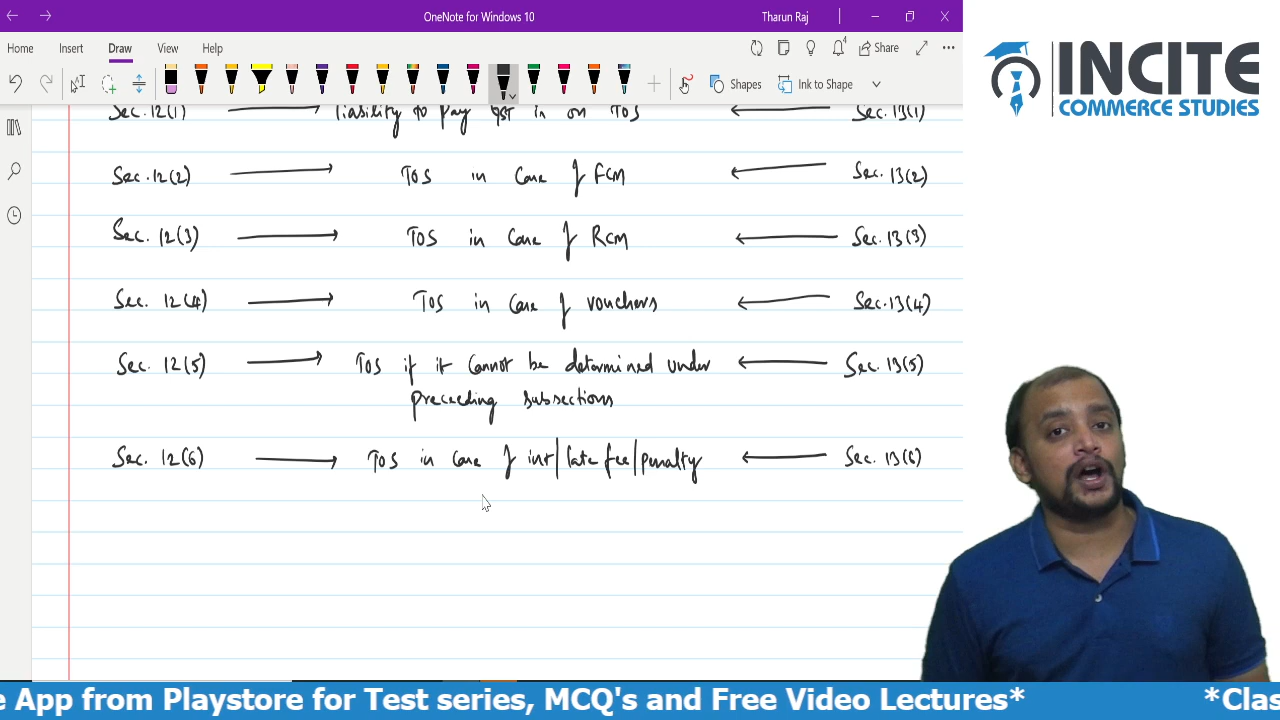 OneNote for Windows 10
Tharun Raj
Home Insert Draw View Help
4
Share
Shapes
Ink to Shape
INCITE
COMMERCE STUDIES
Sec. 12(1) liability to pay GST is on TOS Sec. 13(1)
Sec. 12(2) TOS in case of FCM Sec. 13(2)
Sec. 12(3) TOS in case of RCM Sec. 13(3)
Sec. 12(4) TOS in case of vouchers Sec. 13(4)
Sec. 12(5) TOS if it cannot be determined under Sec. 13(5)
preceeding subsections
Sec. 12(6) TOS in case of int/late fee/penalty Sec. 13(6)
e App from Playstore for Test series, MCQ's and Free Video Lectures* *Clas